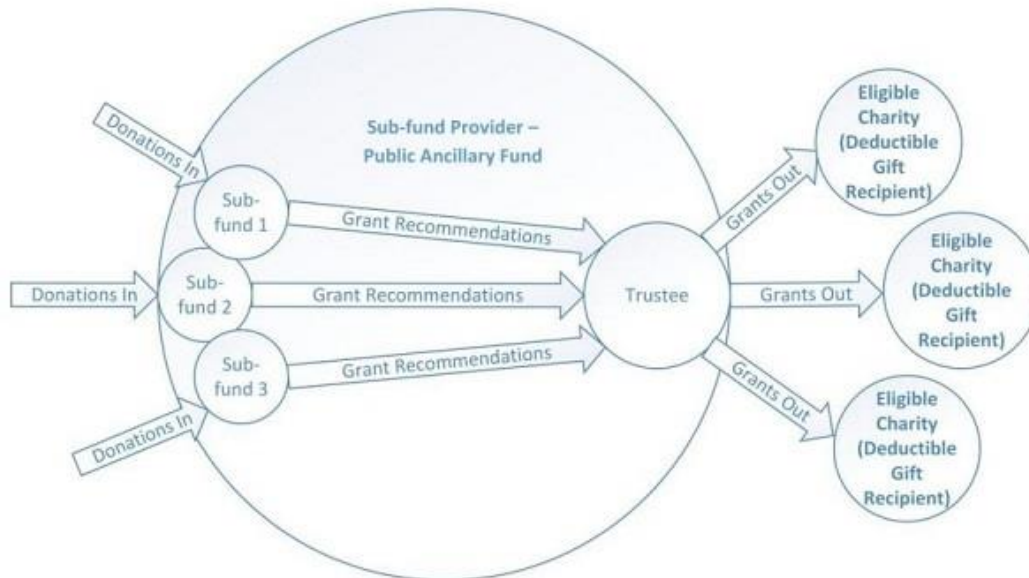 Sub-fund Provider –
Public Ancillary Fund
Donations In
Sub-
fund 1
Grant Recommendations
Donations In
Sub-
fund 2
Grant Recommendations
Donations In
Sub-
fund 3
Grant Recommendations
Trustee
Grants Out
Eligible
Charity
(Deductible
Gift
Recipient)
Grants Out
Eligible
Charity
(Deductible
Gift
Recipient)
Grants Out
Eligible
Charity
(Deductible
Gift
Recipient)